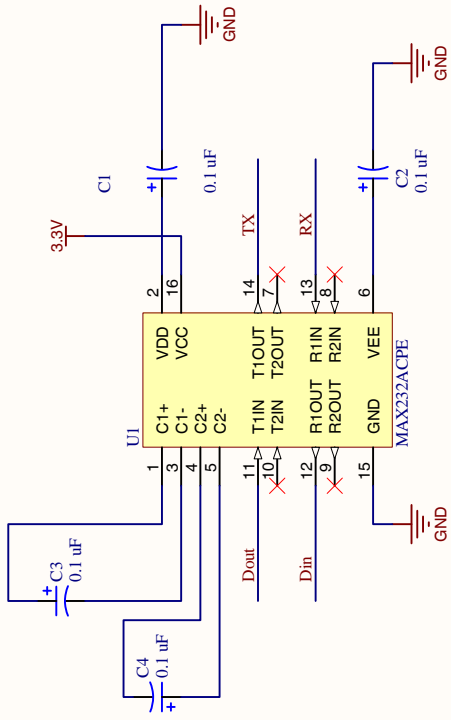 C3
0.1 uF
C4
0.1 uF
3.3V
C1
0.1 uF
GND
U1
1 C1+ VDD 2
3 C1- VCC 16
4 C2+
5 C2-
Dout 11 T1IN T1OUT 14 TX
10 T2IN T2OUT 7
Din 12 R1OUT R1IN 13 RX
9 R2OUT R2IN 8
15 GND VEE 6
MAX232ACPE
C2
0.1 uF
GND
GND